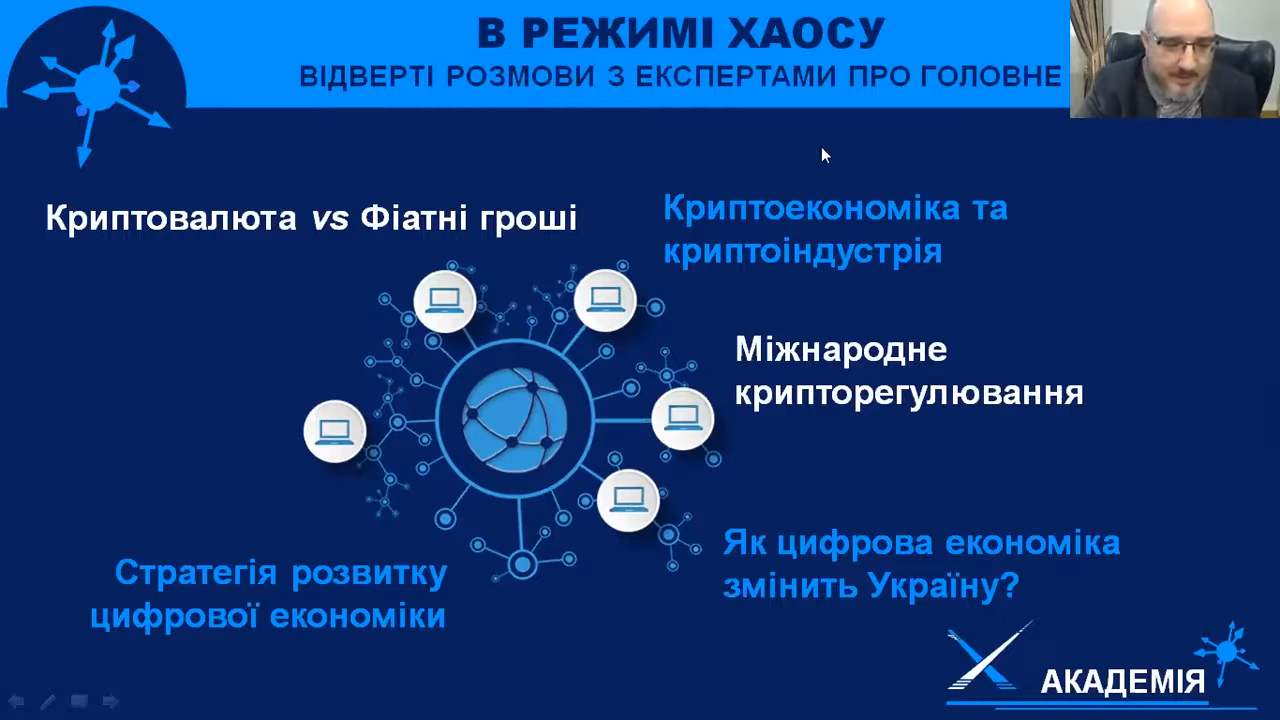 В РЕЖИМІ ХАОСУ
ВІДВЕРТІ РОЗМОВИ З ЕКСПЕРТАМИ ПРО ГОЛОВНЕ
Криптовалюта vs Фіатні гроші
Криптоекономіка та
криптоіндустрія
Міжнародне
крипторегулювання
Як цифрова економіка
змінить Україну?
Стратегія розвитку
цифрової економіки
АКАДЕМІЯ